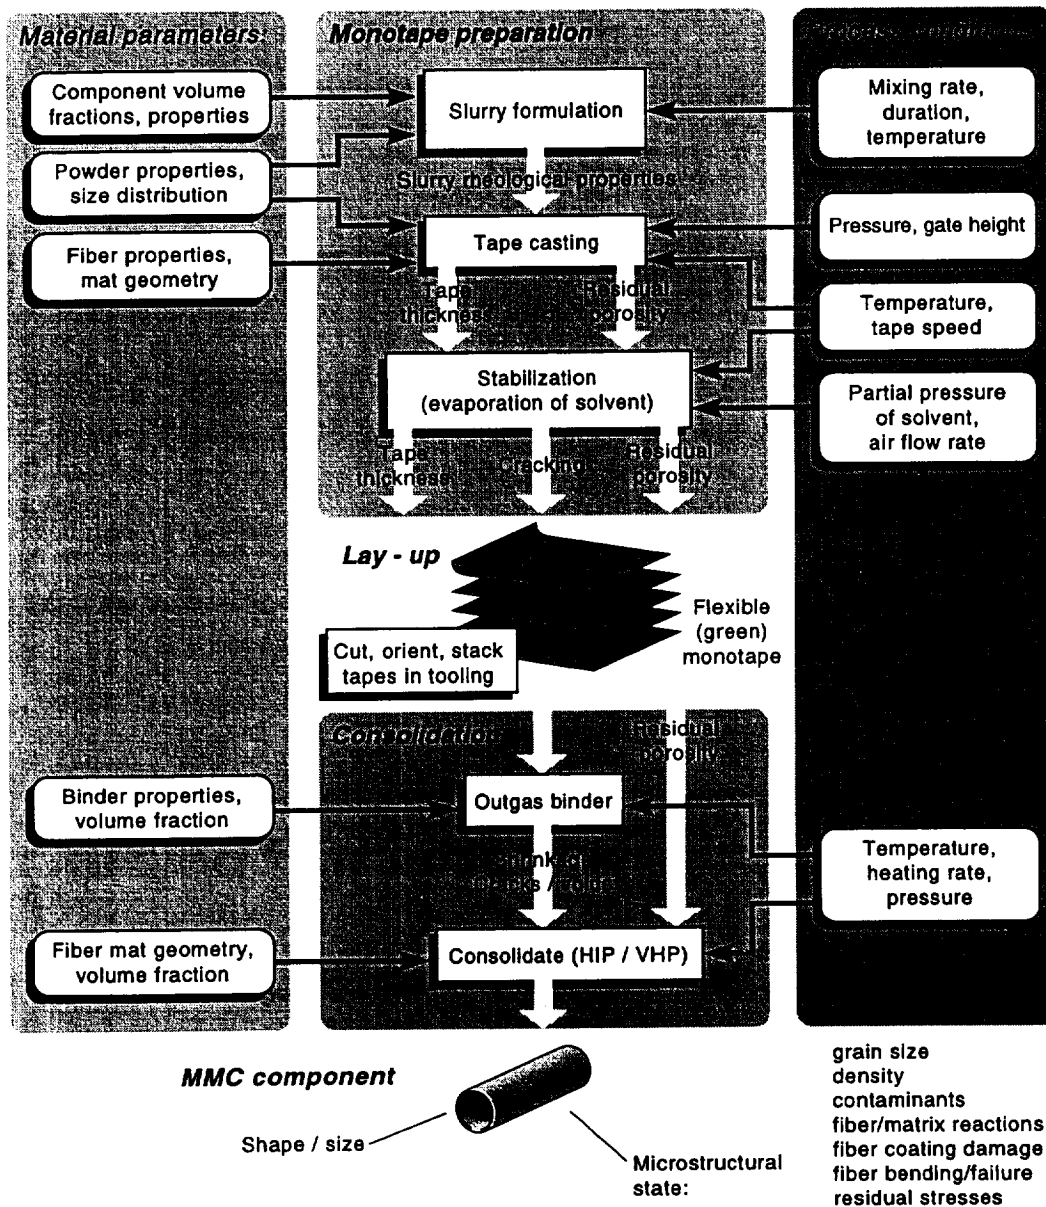 Material parameters:
Component volume
fractions, properties
Powder properties,
size distribution
Fiber properties,
mat geometry
Binder properties,
volume fraction
Fiber mat geometry,
volume fraction
Monotape preparation
Slurry formulation
Slurry rheological properties
Tape casting
Tape
thickness
Residual
porosity
Stabilization
(evaporation of solvent)
Tape
thickness
Cracking
Residual
porosity
Lay - up
Flexible
(green)
monotape
Cut, orient, stack
tapes in tooling
Consolidation
Residual
porosity
Outgas binder
Consolidate (HIP / VHP)
Mixing rate,
duration,
temperature
Pressure, gate height
Temperature,
tape speed
Partial pressure
of solvent,
air flow rate
Temperature,
heating rate,
pressure
MMC component
Shape / size
Microstructural
state:
grain size
density
contaminants
fiber/matrix reactions
fiber coating damage
fiber bending/failure
residual stresses